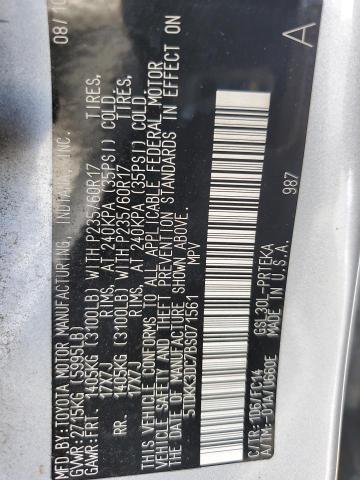 MFD.BY: TOYOTA MOTOR MANUFACTURING, INDIANA, INC. 08/10
GVWR: 2715KG (5995LB)
GAWR: FRT. 1405KG (3100LB) WITH P235/60R17 TIRES,
17X7J RIMS, AT 240KPA (35PSI) COLD
RR. 1405KG (3100LB) WITH P235/60R17 TIRES,
17X7J RIMS, AT 240KPA (35PSI) COLD
THIS VEHICLE CONFORMS TO ALL APPLICABLE FEDERAL MOTOR
VEHICLE SAFETY AND THEFT PREVENTION STANDARDS IN EFFECT ON
THE DATE OF MANUFACTURE SHOWN ABOVE.
5TDKK3DC7BS071561 MPV
A
987
C/TR: 1D6/FC14 GSL30L-PRTEKA
A/TM: -01A/U660E MADE IN U.S.A.